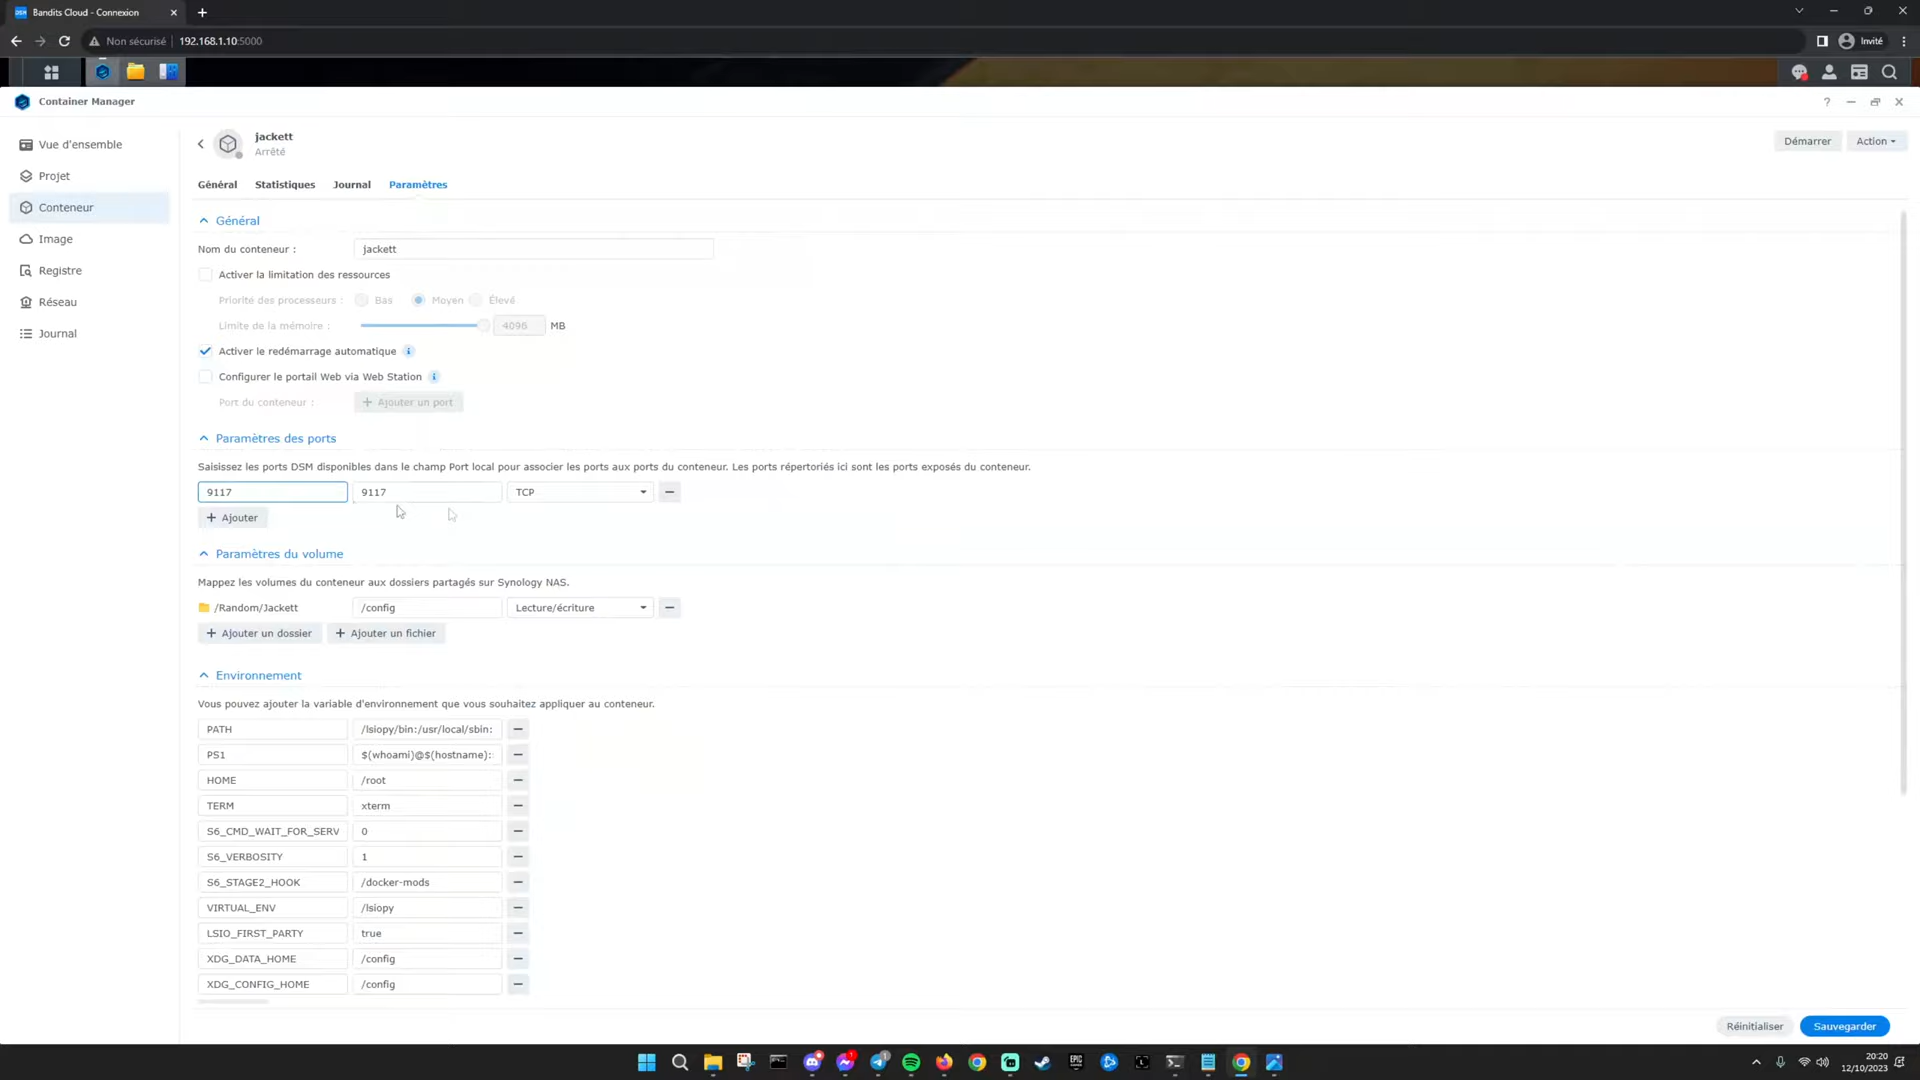 Bandits Cloud - Connexion
Non sécurisé 192.168.1.10:5000
Invité
Container Manager
Vue d'ensemble
Projet
Conteneur
Image
Registre
Réseau
Journal
jackett
Arrêté
Démarrer
Action
Général Statistiques Journal Paramètres
Général
Nom du conteneur : jackett
Activer la limitation des ressources
Priorité des processeurs : Bas Moyen Élevé
Limite de la mémoire : 4096 MB
Activer le redémarrage automatique
Configurer le portail Web via Web Station
Port du conteneur : + Ajouter un port
Paramètres des ports
Saisissez les ports DSM disponibles dans le champ Port local pour associer les ports aux ports du conteneur. Les ports répertoriés ici sont les ports exposés du conteneur.
9117 9117 TCP
+ Ajouter
Paramètres du volume
Mappez les volumes du conteneur aux dossiers partagés sur Synology NAS.
/Random/Jackett /config Lecture/écriture
+ Ajouter un dossier + Ajouter un fichier
Environnement
Vous pouvez ajouter la variable d'environnement que vous souhaitez appliquer au conteneur.
PATH /lsiopy/bin:/usr/local/sbin:
PS1 $(whoami)@$(hostname):
HOME /root
TERM xterm
S6_CMD_WAIT_FOR_SERV 0
S6_VERBOSITY 1
S6_STAGE2_HOOK /docker-mods
VIRTUAL_ENV /lsiopy
LSIO_FIRST_PARTY true
XDG_DATA_HOME /config
XDG_CONFIG_HOME /config
Réinitialiser Sauvegarder
20:20
12/10/2023